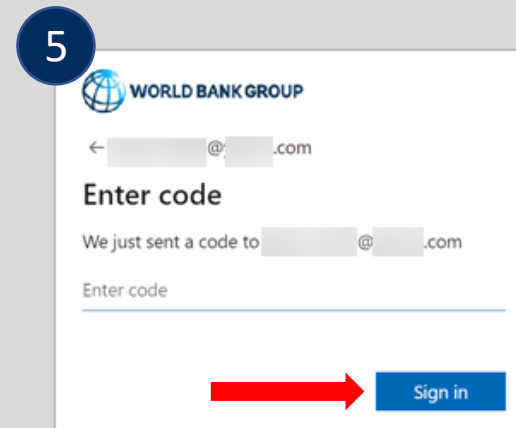 5
WORLD BANK GROUP
← @ .com
Enter code
We just sent a code to @ .com
Enter code
Sign in